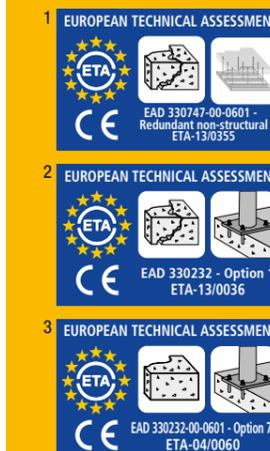 1
EUROPEAN TECHNICAL ASSESSMEN
ETA
CE
EAD 330747-00-0601 -
Redundant non-structural
ETA-13/0355
2
EUROPEAN TECHNICAL ASSESSMEN
ETA
CE
EAD 330232 - Option 1
ETA-13/0036
3
EUROPEAN TECHNICAL ASSESSMEN
ETA
CE
EAD 330232-00-0601 - Option 7
ETA-04/0060